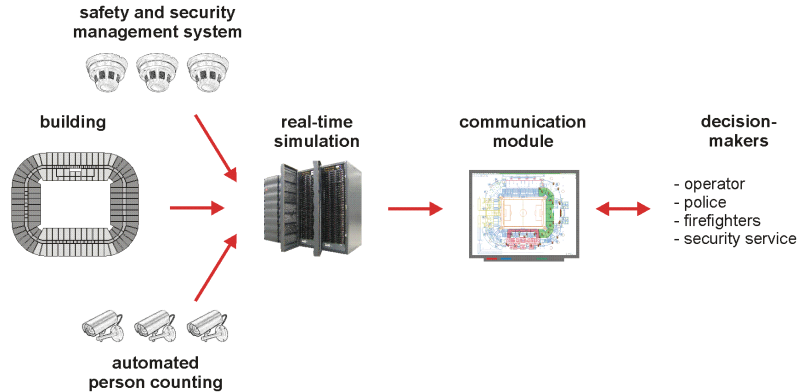 safety and security
management system
building
real-time
simulation
communication
module
decision-
makers
- operator
- police
- firefighters
- security service
automated
person counting